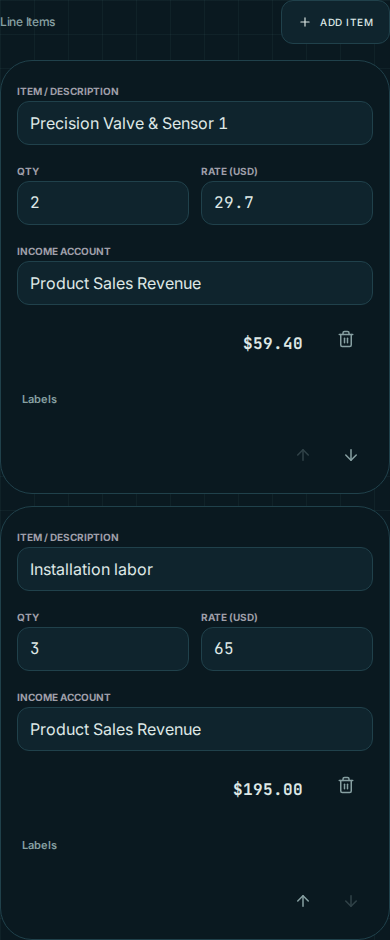 Line Items
ADD ITEM
ITEM / DESCRIPTION
Precision Valve & Sensor 1
QTY
RATE (USD)
2
29.7
INCOME ACCOUNT
Product Sales Revenue
$59.40
Labels
ITEM / DESCRIPTION
Installation labor
QTY
RATE (USD)
3
65
INCOME ACCOUNT
Product Sales Revenue
$195.00
Labels